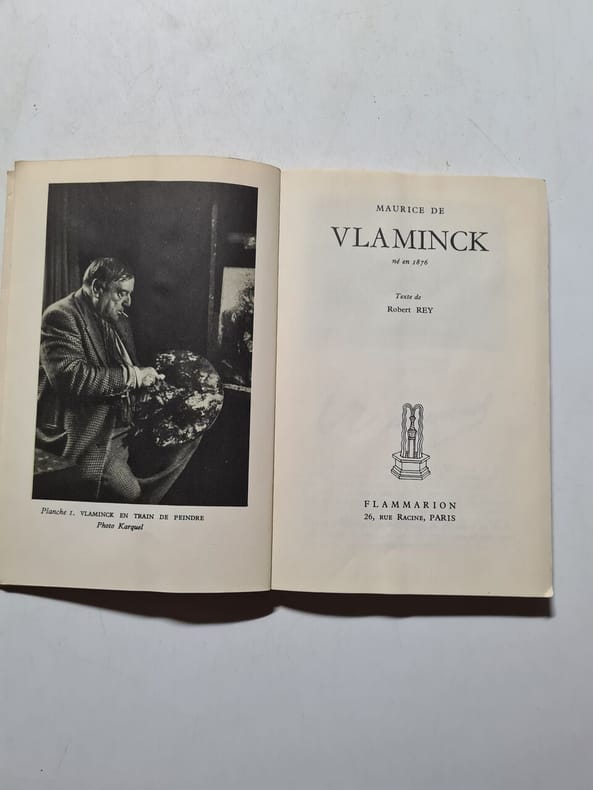 Planche 1. VLAMINCK EN TRAIN DE PEINDRE
Photo Karquel
MAURICE DE
VLAMINCK
né en 1876
Texte de
Robert REY
FLAMMARION
26, RUE RACINE, PARIS